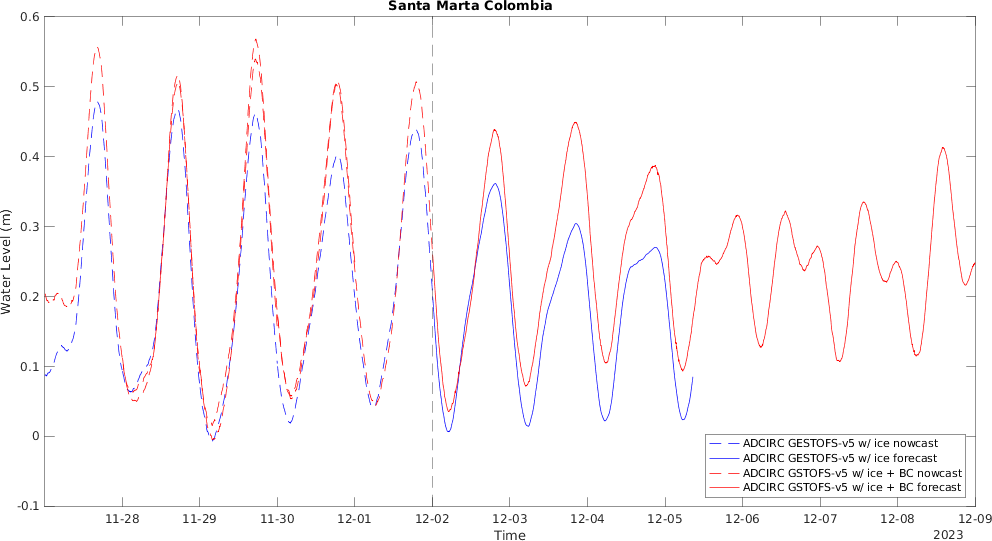 Santa Marta Colombia
0.6
0.5
0.4
0.3
0.2
0.1
0
-0.1
Water Level (m)
11-28 11-29 11-30 12-01 12-02 12-03 12-04 12-05 12-06 12-07 12-08 12-09
Time
2023
ADCIRC GESTOFS-v5 w/ ice nowcast
ADCIRC GESTOFS-v5 w/ ice forecast
ADCIRC GSTOFS-v5 w/ ice + BC nowcast
ADCIRC GSTOFS-v5 w/ ice + BC forecast